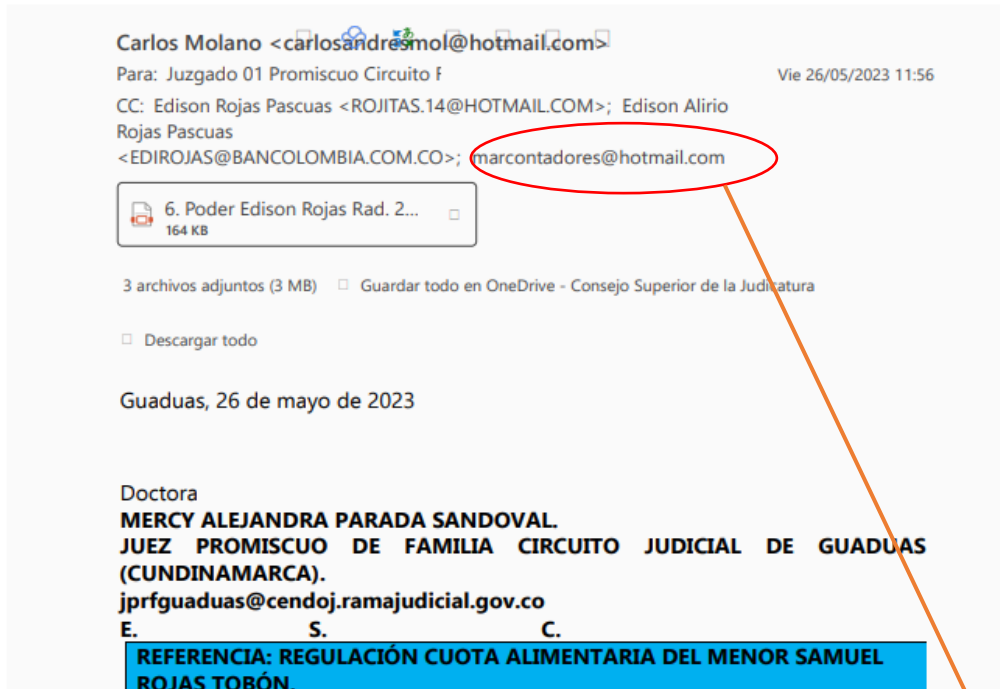 Carlos Molano <carlosandresmol@hotmail.com>
Para: Juzgado 01 Promiscuo Circuito F
Vie 26/05/2023 11:56
CC: Edison Rojas Pascuas <ROJITAS.14@HOTMAIL.COM>; Edison Alirio
Rojas Pascuas
<EDIROJAS@BANCOLOMBIA.COM.CO>; marcontadores@hotmail.com
6. Poder Edison Rojas Rad. 2...
164 KB
3 archivos adjuntos (3 MB) Guardar todo en OneDrive - Consejo Superior de la Judicatura
Descargar todo
Guaduas, 26 de mayo de 2023
Doctora
MERCY ALEJANDRA PARADA SANDOVAL.
JUEZ PROMISCUO DE FAMILIA CIRCUITO JUDICIAL DE GUADUAS
(CUNDINAMARCA).
jprfguaduas@cendoj.ramajudicial.gov.co
E. S. C.
REFERENCIA: REGULACIÓN CUOTA ALIMENTARIA DEL MENOR SAMUEL
ROJAS TOBÓN.